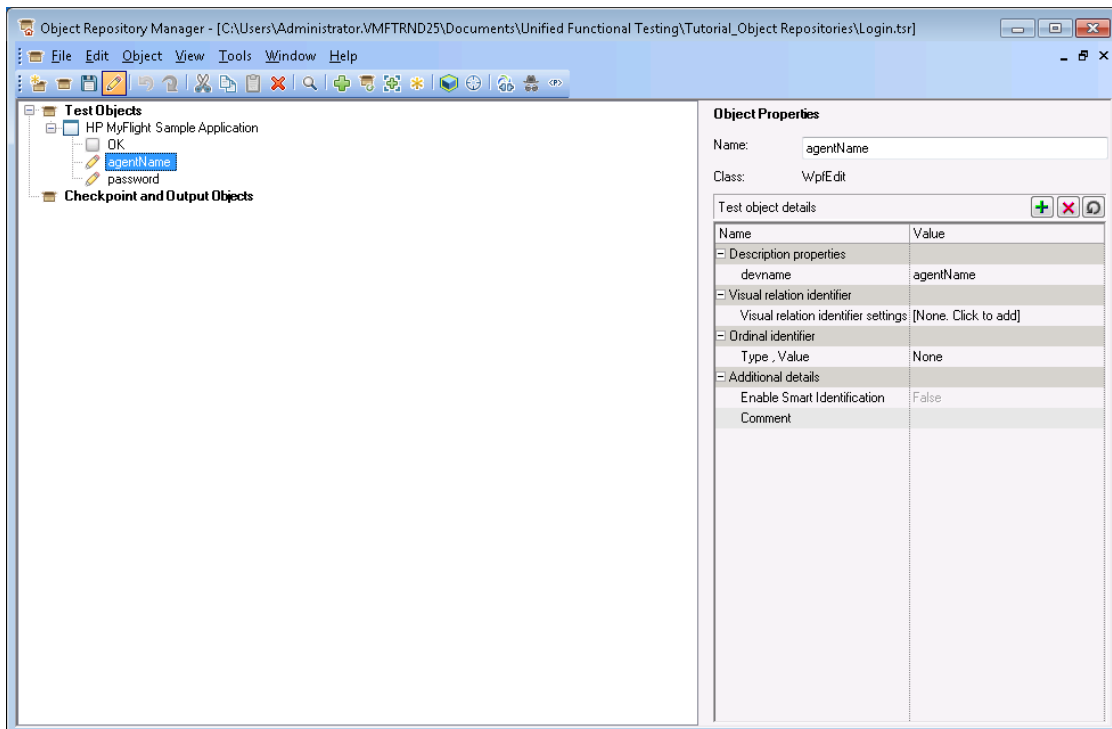 Object Repository Manager - [C:\Users\Administrator.VMFTRND25\Documents\Unified Functional Testing\Tutorial_Object Repositories\Login.tsr]
File Edit Object View Tools Window Help
Test Objects
HP MyFlight Sample Application
OK
agentName
password
Checkpoint and Output Objects
Object Properties
Name: agentName
Class: WpfEdit
Test object details
Name Value
Description properties
devname agentName
Visual relation identifier
Visual relation identifier settings [None. Click to add]
Ordinal identifier
Type , Value None
Additional details
Enable Smart Identification False
Comment